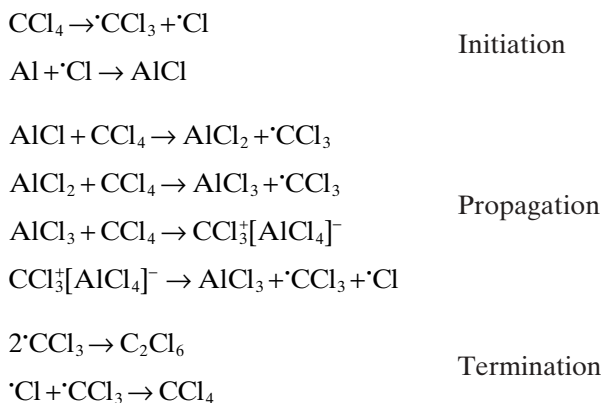 CCl₄ → ˙CCl₃ + ˙Cl
Initiation
Al + ˙Cl → AlCl
AlCl + CCl₄ → AlCl₂ + ˙CCl₃
AlCl₂ + CCl₄ → AlCl₃ + ˙CCl₃
Propagation
AlCl₃ + CCl₄ → CCl₃⁺[AlCl₄]⁻
CCl₃⁺[AlCl₄]⁻ → AlCl₃ + ˙CCl₃ + ˙Cl
2˙CCl₃ → C₂Cl₆
Termination
˙Cl + ˙CCl₃ → CCl₄